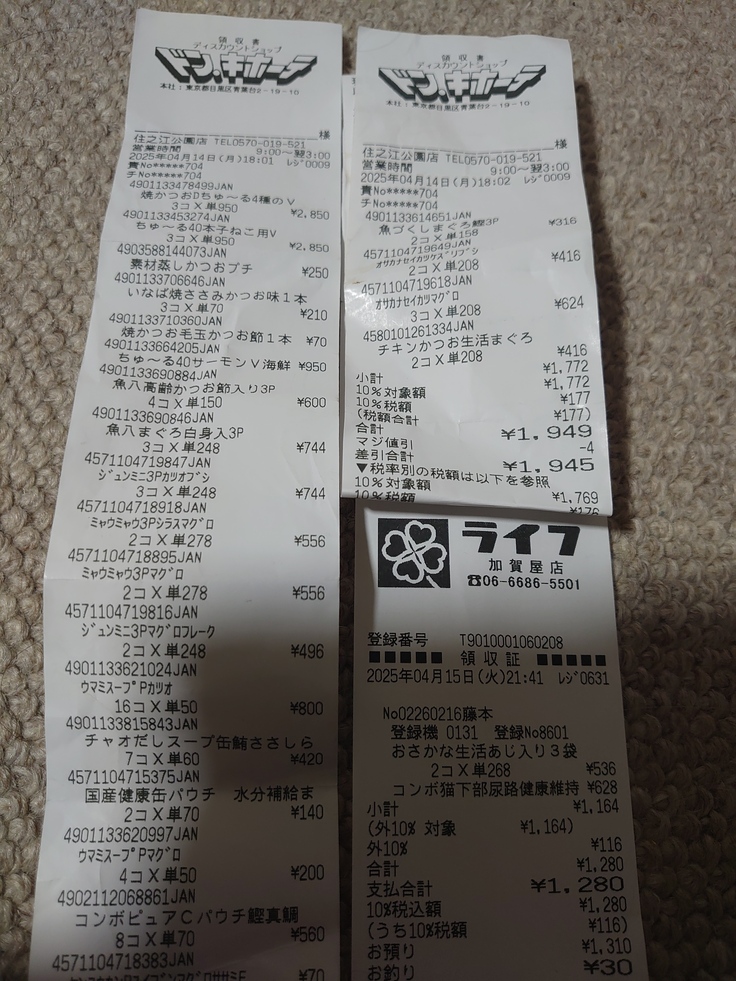 領収書
ディスカウントショップ
ドン.キホーテ
本社:東京都目黒区青葉台2-19-10
様
住之江公園店 TEL0570-019-521
営業時間 9:00~翌3:00
2025年04月14日(月)18:01 レジ0009
責No*****704
チNo*****704
4901133478499JAN
焼かつおDちゅ~る4種のV
3コX単950 ¥2,850
4901133453274JAN
ちゅ~る40本子ねこ用V
3コX単950 ¥2,850
4903588144073JAN
素材蒸しかつおプチ ¥250
4901133706646JAN
いなば焼ささみかつお味1本
3コX単70 ¥210
4901133710360JAN
焼かつお毛玉かつお節1本 ¥70
4901133664205JAN
ちゅ~る40サーモンV海鮮 ¥950
4901133690884JAN
魚八高齢かつお節入り3P
4コX単150 ¥600
4901133690846JAN
魚八まぐろ白身入3P
3コX単248 ¥744
4571104719847JAN
ジュンミニ3Pカツオブシ
3コX単248 ¥744
4571104718918JAN
ミャウミャウ3Pシラスマグロ
2コX単278 ¥556
4571104718895JAN
ミャウミャウ3Pマグロ
2コX単278 ¥556
4571104719816JAN
ジュンミニ3Pマグロフレーク
2コX単248 ¥496
4901133621024JAN
ウマミスープPカツオ
16コX単50 ¥800
4901133815843JAN
チャオだしスープ缶鮪ささしら
7コX単60 ¥420
4571104715375JAN
国産健康缶パウチ 水分補給ま
2コX単70 ¥140
4901133620997JAN
ウマミスープPマグロ
4コX単50 ¥200
4902112068861JAN
コンボピュアCパウチ鰹真鯛
8コX単70 ¥560
4571104718383JAN
¥70
領収書
ディスカウントショップ
ドン.キホーテ
本社:東京都目黒区青葉台2-19-10
様
住之江公園店 TEL0570-019-521
営業時間 9:00~翌3:00
2025年04月14日(月)18:02 レジ0009
責No*****704
チNo*****704
4901133614651JAN
魚づくしまぐろ鰹3P
2コX単158 ¥316
4571104719649JAN
オサカナセイカツカツオケズリブシ
2コX単208 ¥416
4571104719618JAN
オサカナセイカツマグロ
3コX単208 ¥624
4580101261334JAN
チキンかつお生活まぐろ
2コX単208 ¥416
小計 ¥1,772
10%対象額 ¥1,772
10%税額 ¥177
(税額合計 ¥177)
合計 ¥1,949
マジ値引 -4
差引合計 ¥1,945
▼税率別の税額は以下を参照
10%対象額 ¥1,769
10%税額 ¥176
ライフ
加賀屋店
☎06-6686-5501
登録番号 T9010001060208
■■■■■ 領収証 ■■■■■
2025年04月15日(火)21:41 レジ0631
No02260216藤本
登録機 0131 登録No8601
おさかな生活あじ入り3袋
2コX単268 ¥536
コンボ猫下部尿路健康維持 ¥628
小計 ¥1,164
(外10% 対象 ¥1,164)
外10% ¥116
合計 ¥1,280
支払合計 ¥1,280
10%税込額 ¥1,280
(うち10%税額 ¥116)
お預り ¥1,310
お釣り ¥30